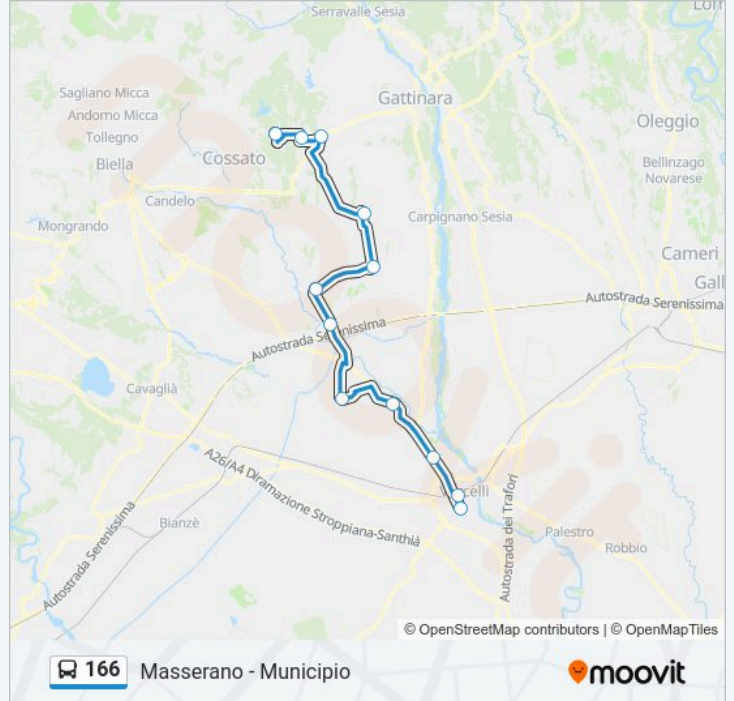 Serravalle Sesia
Sagliano Micca
Gattinara
Andorno Micca
Oleggio
Tollegno
Cossato
Biella
Bellinzago
Novarese
Candelo
Carpignano Sesia
Mongrando
Cameri
Gall
Autostrada Serenissima
Autostrada Serenissima
Cavaglià
A26/A4 Diramazione Stroppiana-Santhià
Autostrada dei Trafori
Bianzè
Palestro
Robbio
Autostrada Serenissima
© OpenStreetMap contributors | © OpenMapTiles
166 Masserano - Municipio
moovit